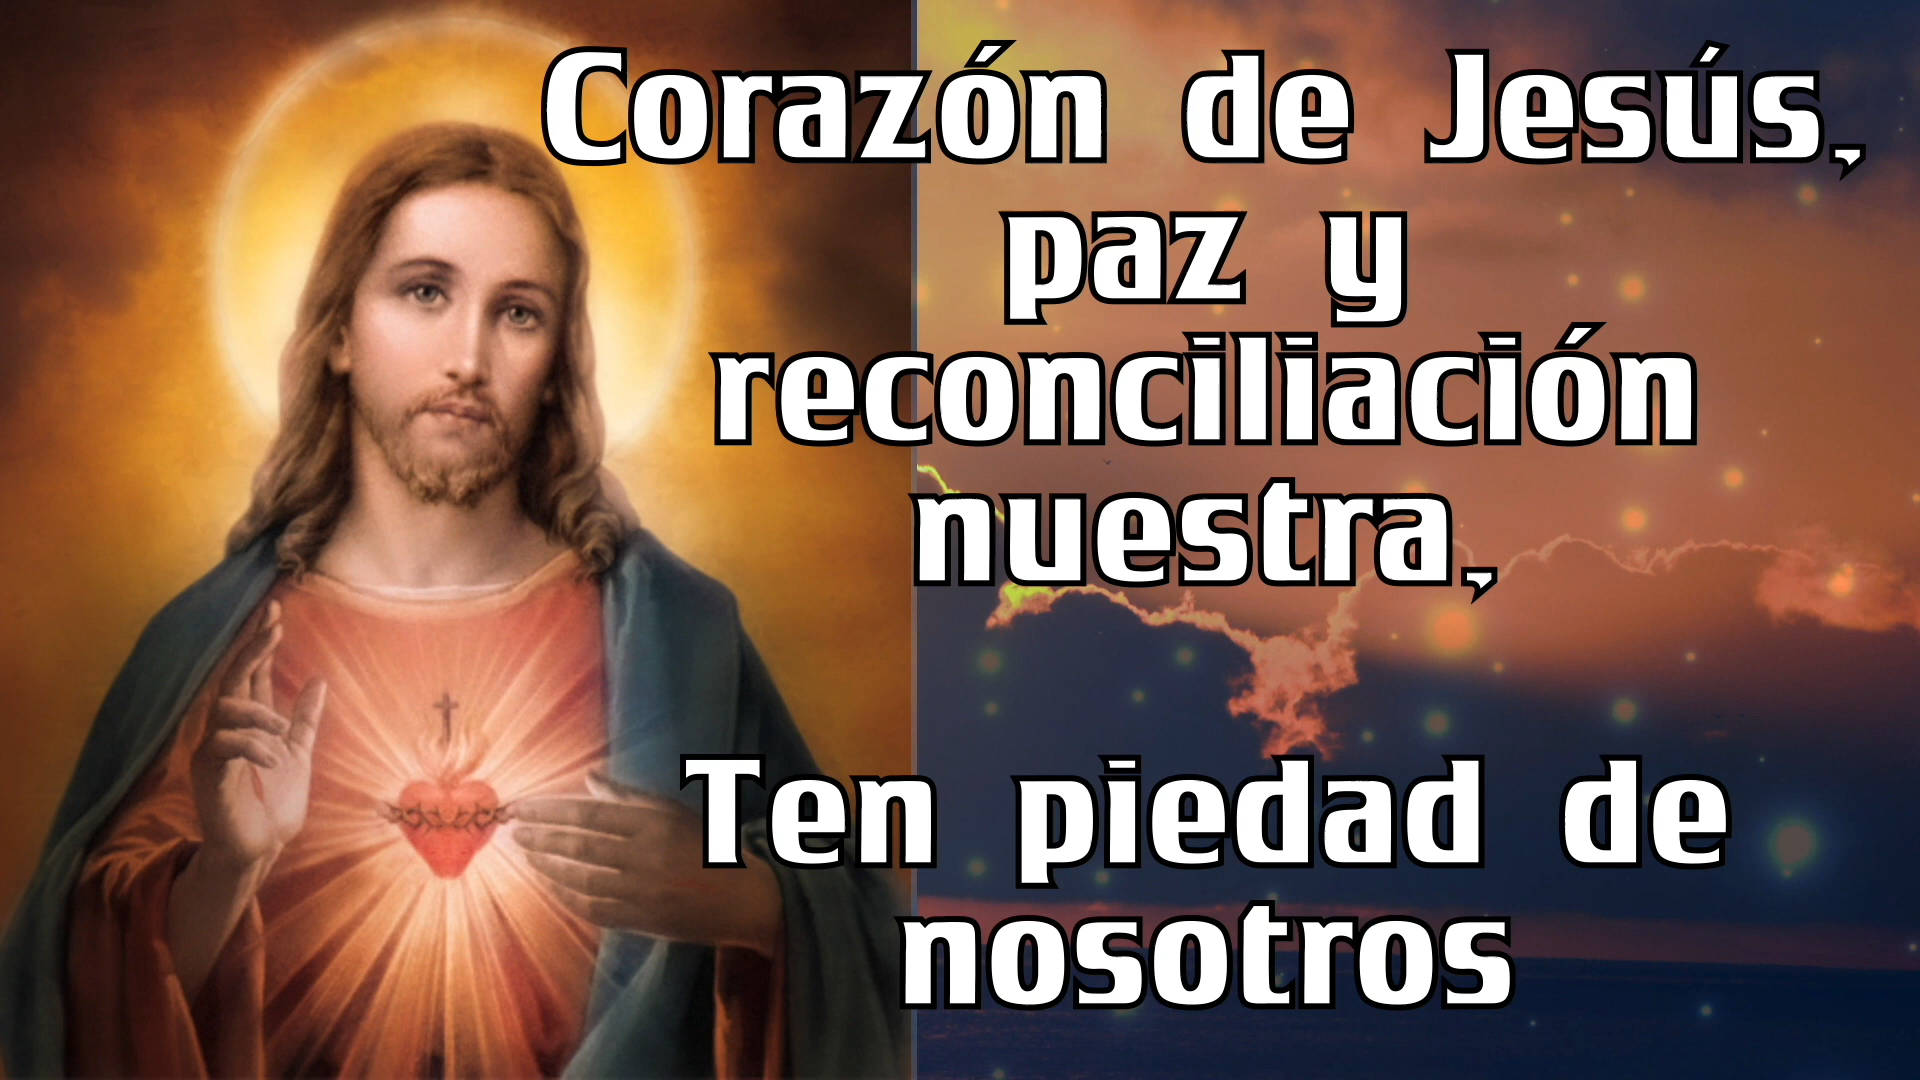 Corazón de Jesús,
paz y
reconciliación
nuestra,
Ten piedad de
nosotros